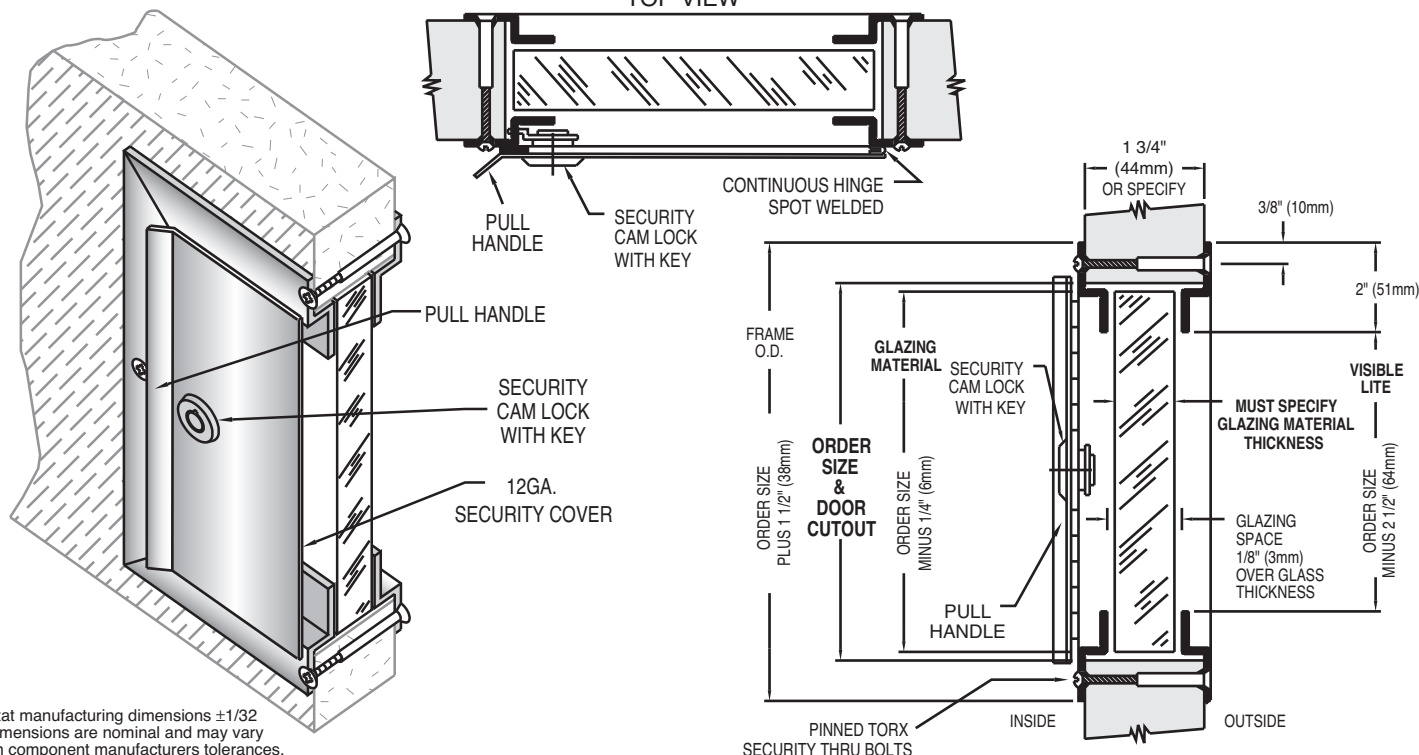 TOP VIEW
PULL
HANDLE
SECURITY
CAM LOCK
WITH KEY
CONTINUOUS HINGE
SPOT WELDED
PULL HANDLE
SECURITY
CAM LOCK
WITH KEY
12GA.
SECURITY COVER
1 3/4"
(44mm)
OR SPECIFY
3/8" (10mm)
2" (51mm)
FRAME
O.D.
ORDER SIZE
PLUS 1 1/2" (38mm)
ORDER
SIZE
&
DOOR
CUTOUT
GLAZING
MATERIAL
ORDER SIZE
MINUS 1/4" (6mm)
SECURITY
CAM LOCK
WITH KEY
PULL
HANDLE
MUST SPECIFY
GLAZING MATERIAL
THICKNESS
GLAZING
SPACE
1/8" (3mm)
OVER GLASS
THICKNESS
VISIBLE
LITE
ORDER SIZE
MINUS 2 1/2" (64mm)
PINNED TORX
SECURITY THRU BOLTS
INSIDE
OUTSIDE
manufacturing dimensions ±1/32
dimensions are nominal and may vary
component manufacturers tolerances.